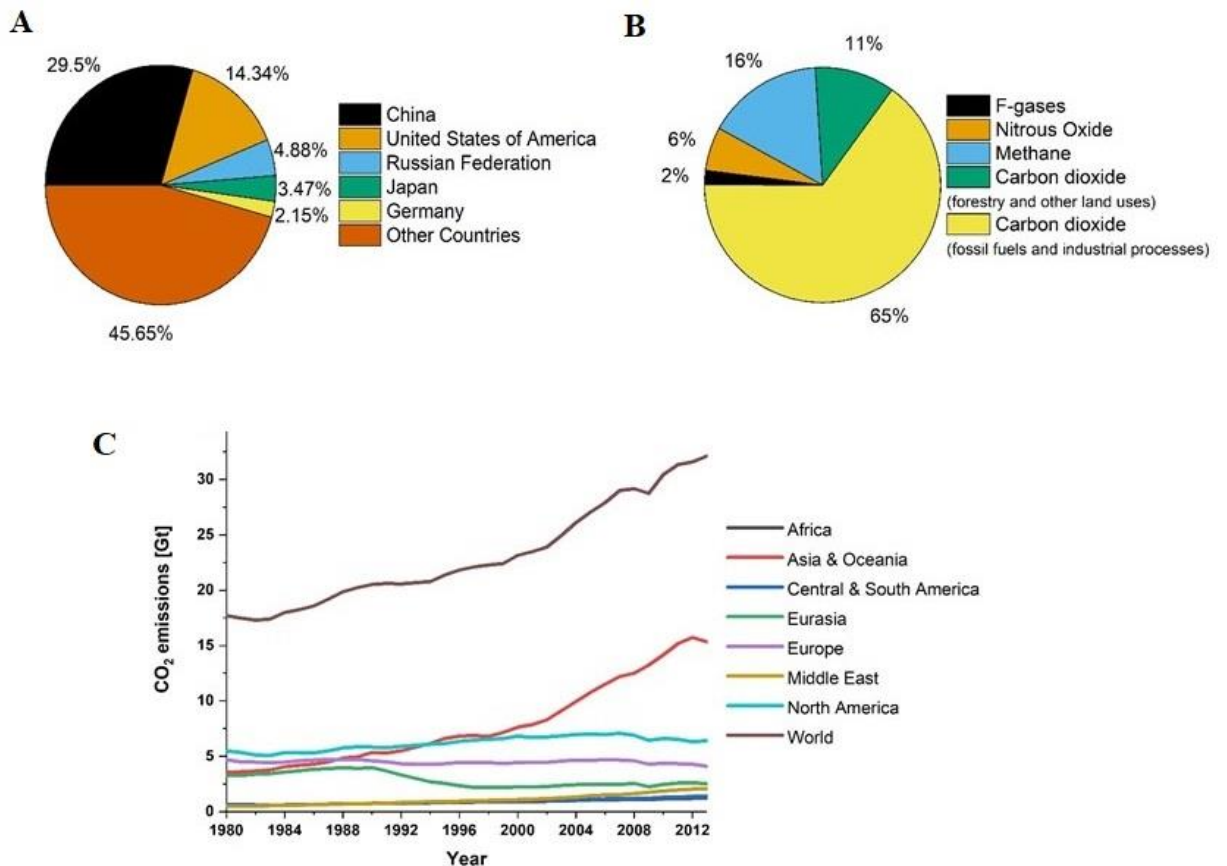 A
29.5%
14.34%
4.88%
3.47%
2.15%
45.65%
China
United States of America
Russian Federation
Japan
Germany
Other Countries
B
11%
16%
6%
2%
65%
F-gases
Nitrous Oxide
Methane
Carbon dioxide
(forestry and other land uses)
Carbon dioxide
(fossil fuels and industrial processes)
C
CO₂ emissions [Gt]
30
25
20
15
10
5
0
1980 1984 1988 1992 1996 2000 2004 2008 2012
Year
Africa
Asia & Oceania
Central & South America
Eurasia
Europe
Middle East
North America
World